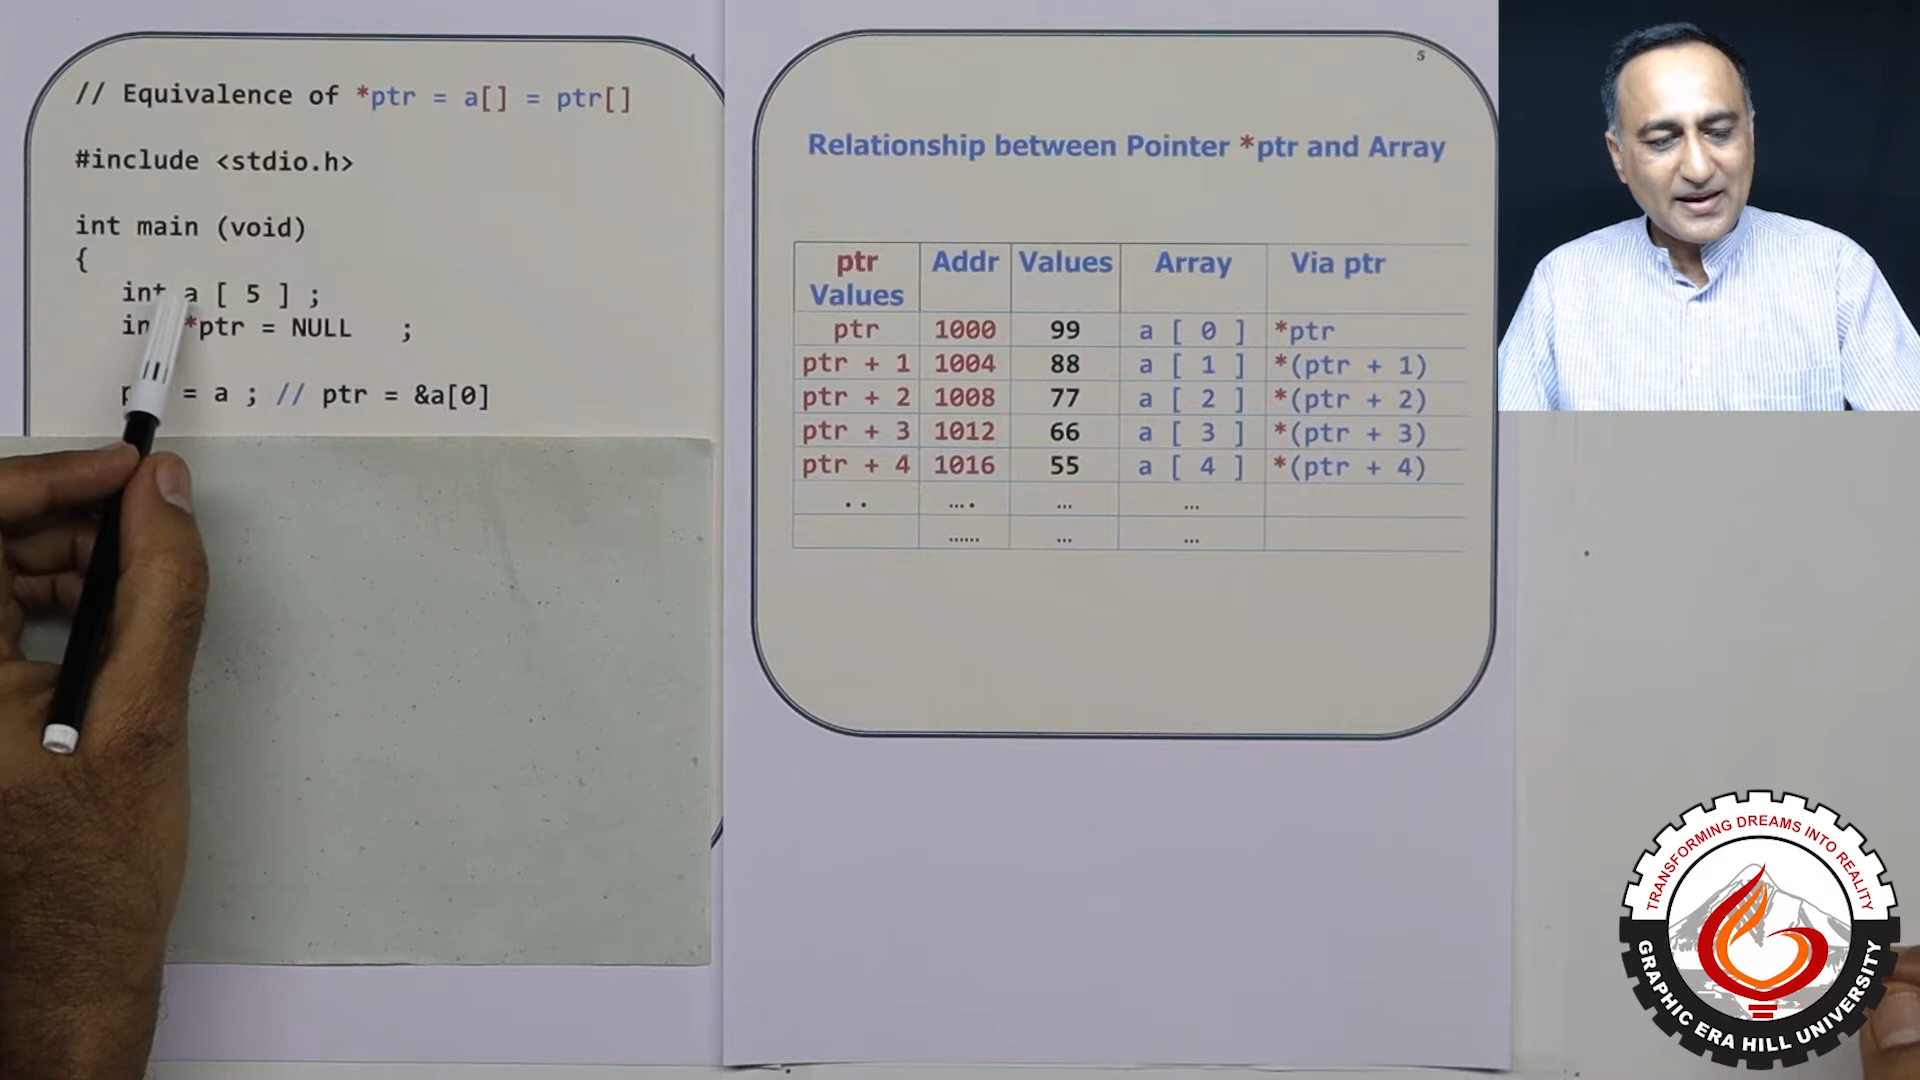 // Equivalence of *ptr = a[] = ptr[]
#include <stdio.h>
int main (void)
{
int a [ 5 ] ;
*ptr = NULL ;
= a ; // ptr = &a[0]
5
Relationship between Pointer *ptr and Array
ptr Values Addr Values Array Via ptr
ptr 1000 99 a [ 0 ] *ptr
ptr + 1 1004 88 a [ 1 ] *(ptr + 1)
ptr + 2 1008 77 a [ 2 ] *(ptr + 2)
ptr + 3 1012 66 a [ 3 ] *(ptr + 3)
ptr + 4 1016 55 a [ 4 ] *(ptr + 4)
.. .... ... ...
...... ... ...
TRANSFORMING DREAMS INTO REALITY
GRAPHIC ERA HILL UNIVERSITY